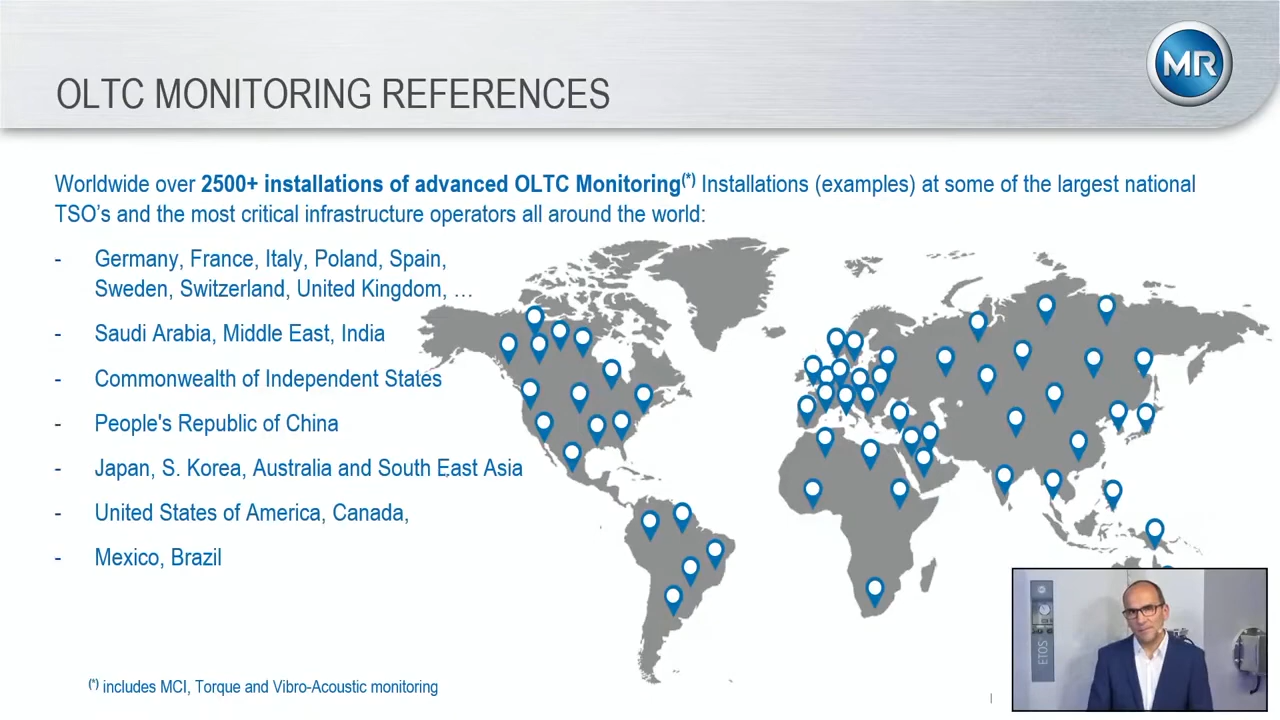 OLTC MONITORING REFERENCES
MR
Worldwide over 2500+ installations of advanced OLTC Monitoring(*) Installations (examples) at some of the largest national
TSO's and the most critical infrastructure operators all around the world:
- Germany, France, Italy, Poland, Spain,
Sweden, Switzerland, United Kingdom, …
- Saudi Arabia, Middle East, India
- Commonwealth of Independent States
- People's Republic of China
- Japan, S. Korea, Australia and South East Asia
- United States of America, Canada,
- Mexico, Brazil
ETOS
(*) includes MCI, Torque and Vibro-Acoustic monitoring